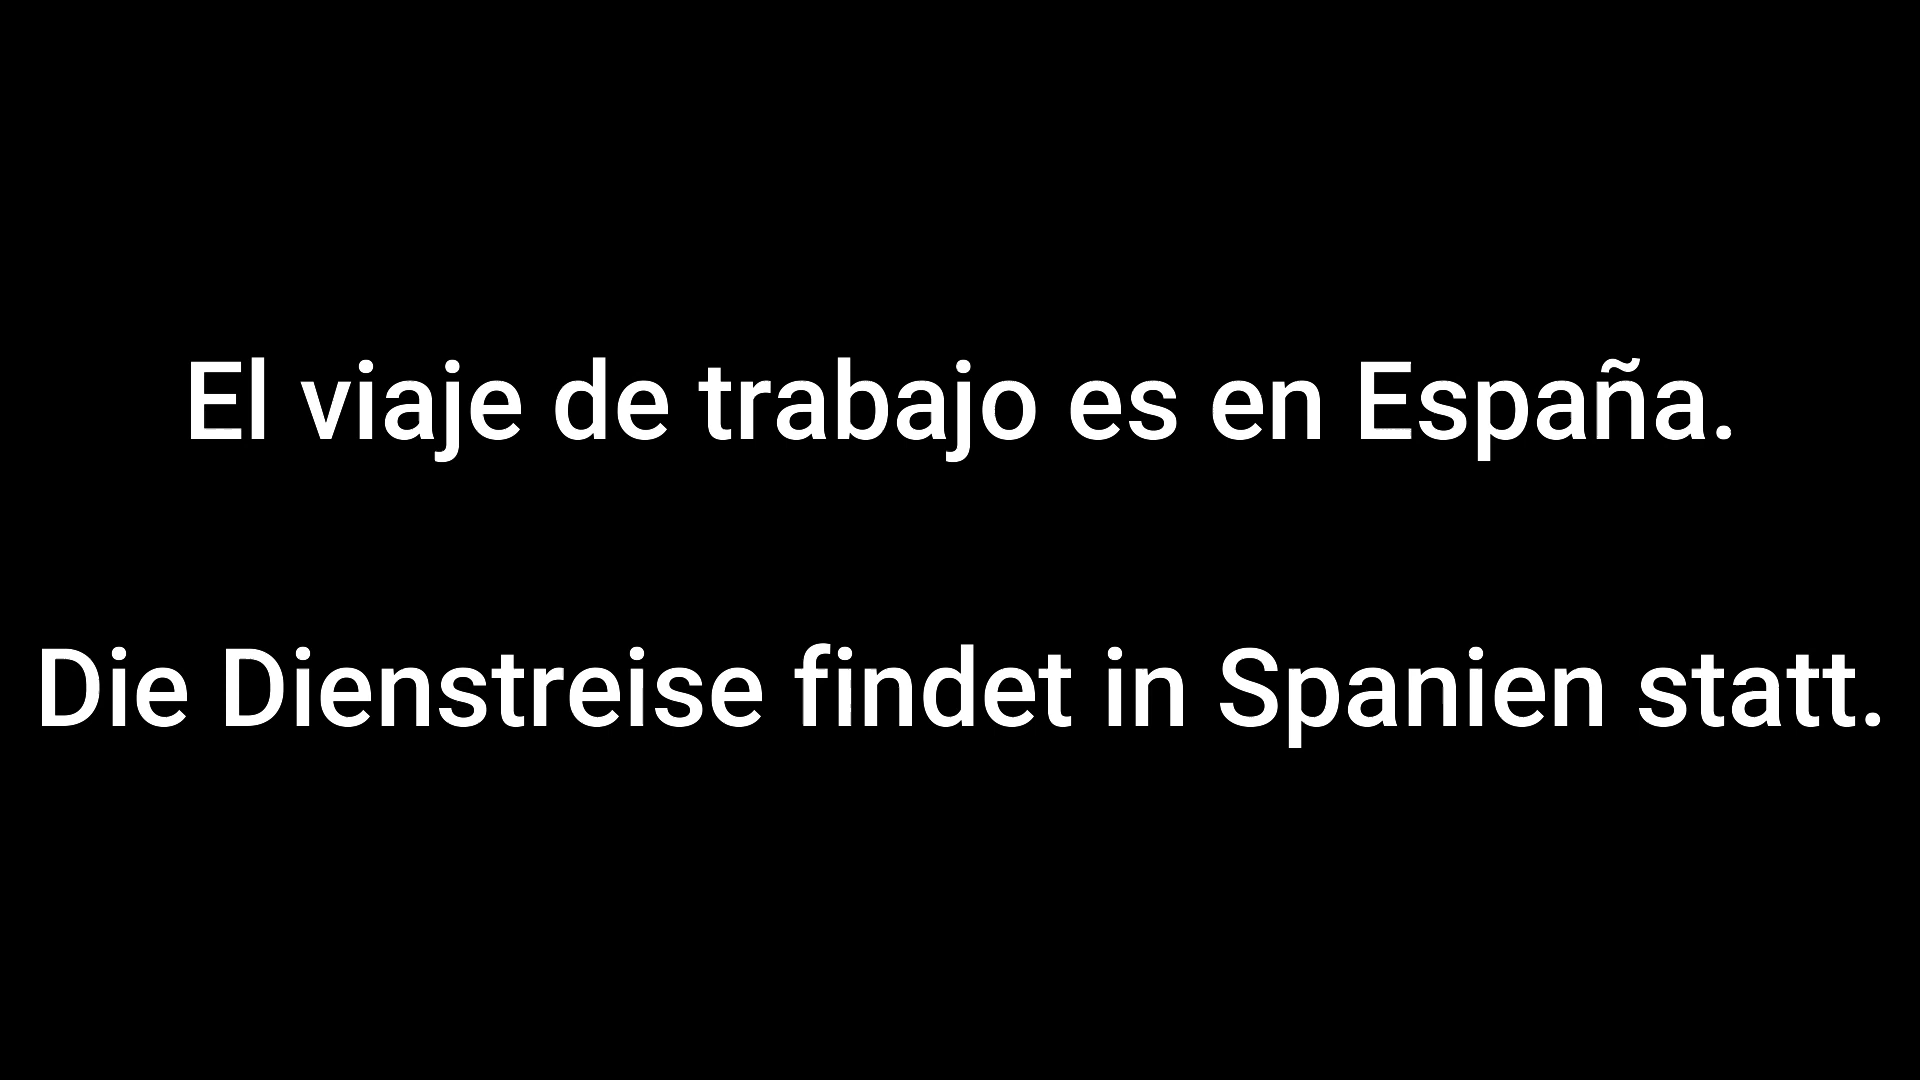 El viaje de trabajo es en España.
Die Dienstreise findet in Spanien statt.